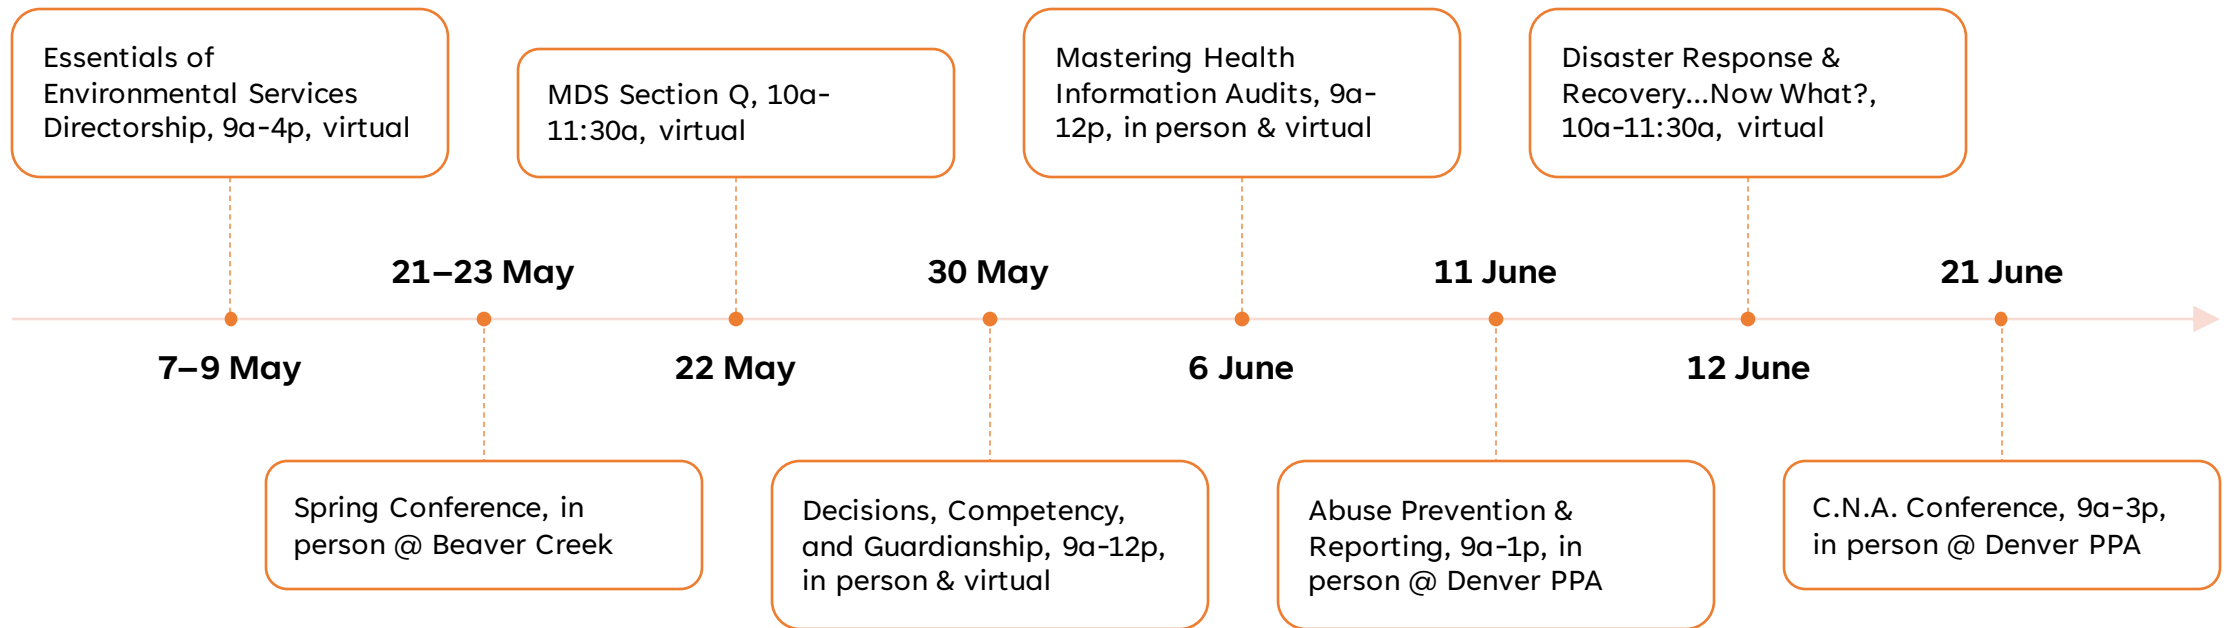 Essentials of
Environmental Services
Directorship, 9a-4p, virtual
MDS Section Q, 10a-
11:30a, virtual
Mastering Health
Information Audits, 9a-
12p, in person & virtual
Disaster Response &
Recovery...Now What?,
10a-11:30a, virtual
21–23 May
30 May
11 June
21 June
7–9 May
22 May
6 June
12 June
Spring Conference, in
person @ Beaver Creek
Decisions, Competency,
and Guardianship, 9a-12p,
in person & virtual
Abuse Prevention &
Reporting, 9a-1p, in
person @ Denver PPA
C.N.A. Conference, 9a-3p,
in person @ Denver PPA